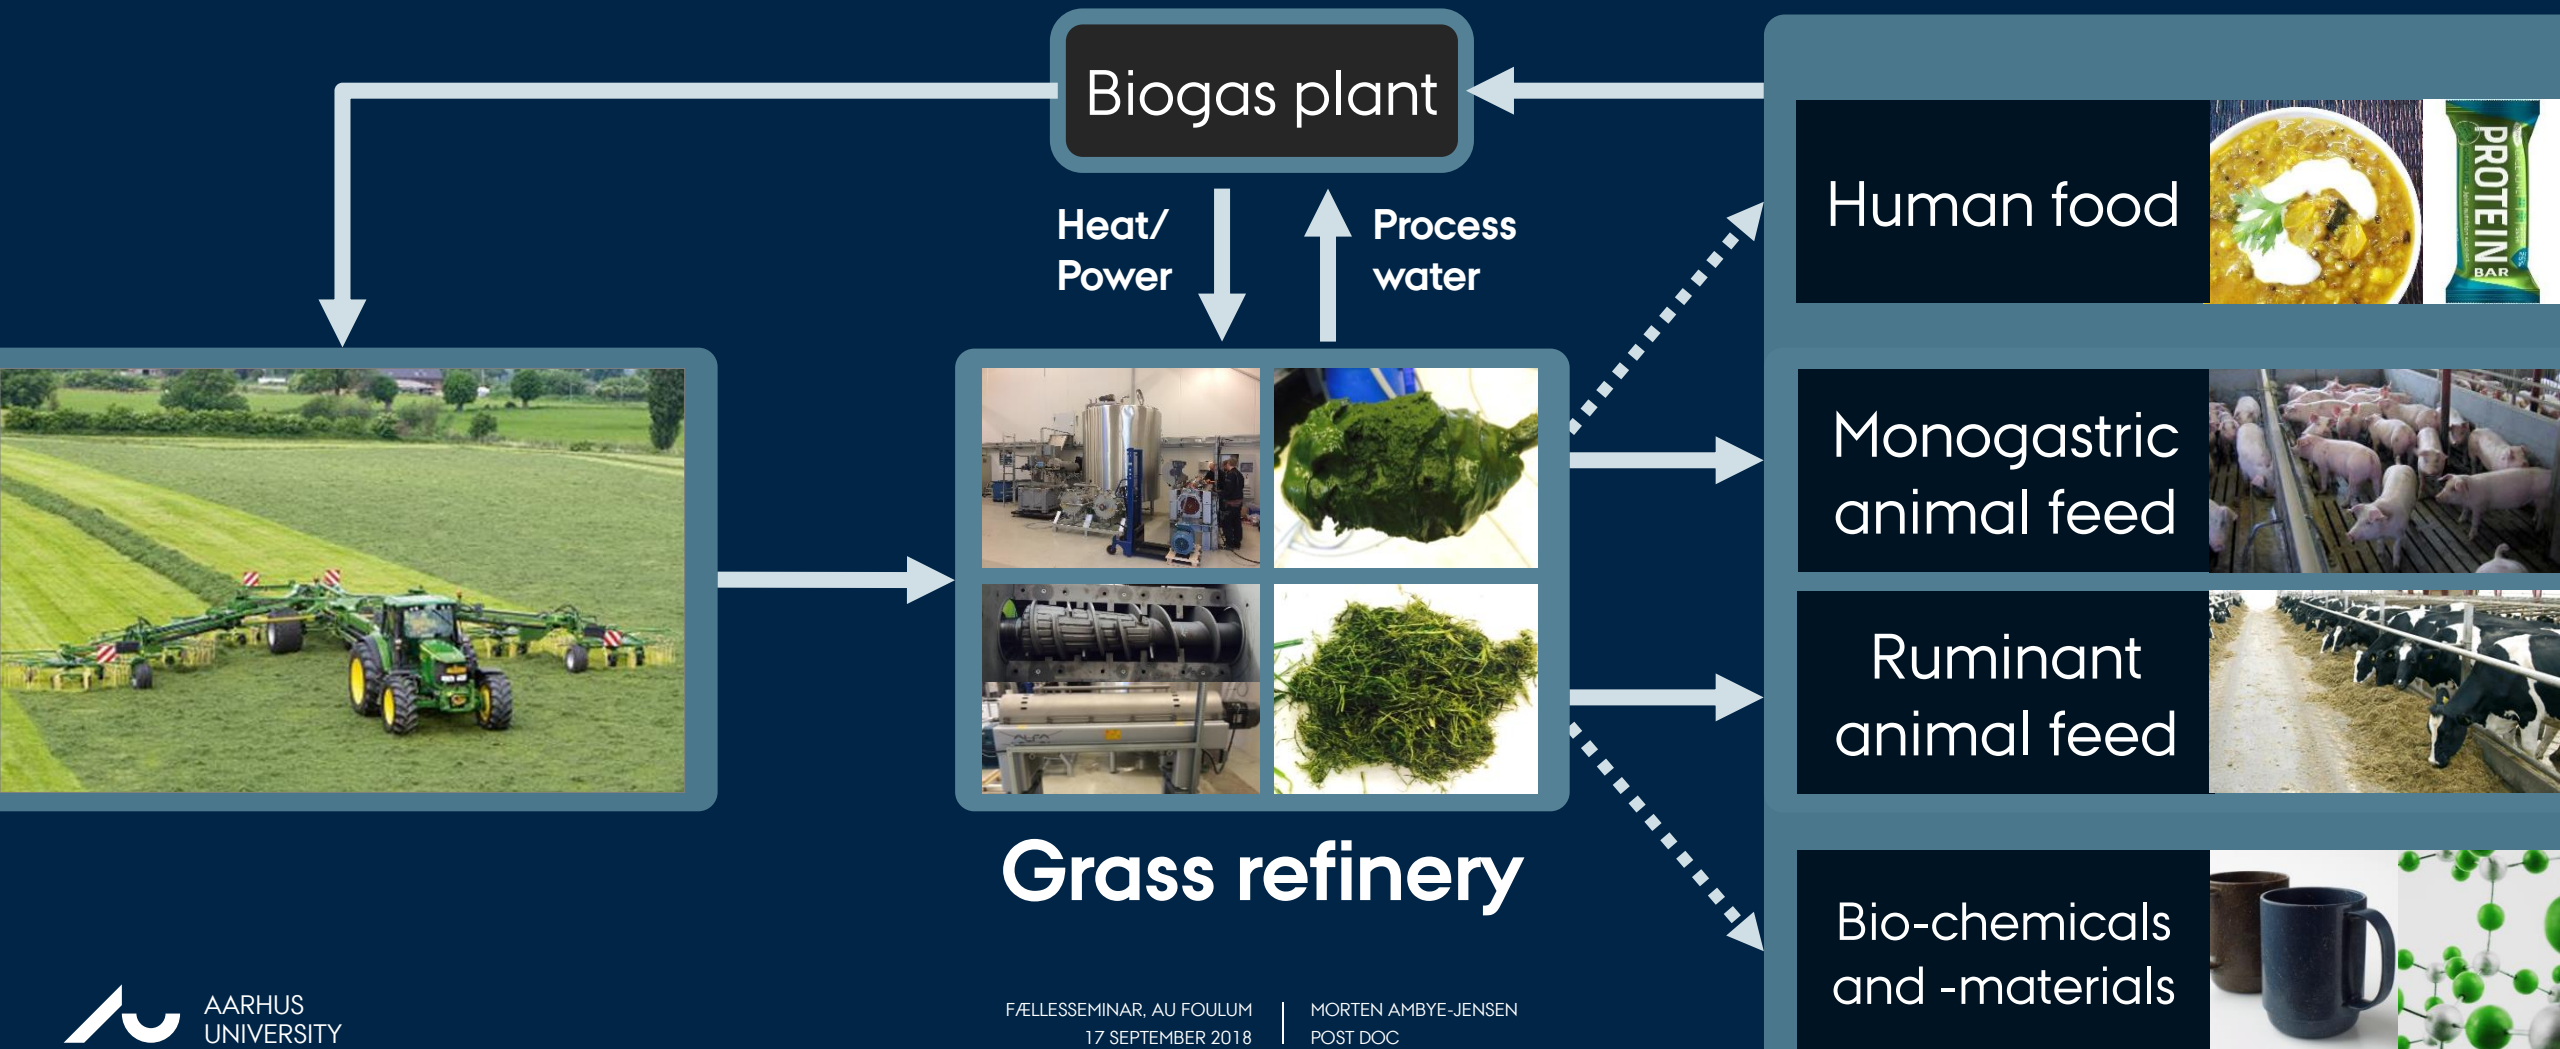 Biogas plant
Heat/
Power
Process
water
Human food
PROTEIN
BAR
Monogastric
animal feed
Ruminant
animal feed
Bio-chemicals
and -materials
ALFA
Grass refinery
AARHUS
UNIVERSITY
FÆLLESSEMINAR, AU FOULUM
17 SEPTEMBER 2018
MORTEN AMBYE-JENSEN
POST DOC